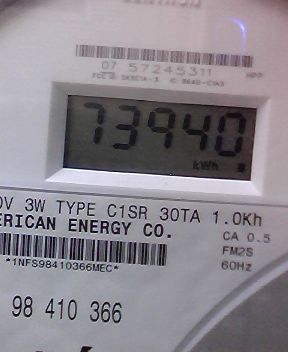 07 57245311 HPP
73940
kWh
0V 3W TYPE C1SR 30TA 1.0Kh
ERICAN ENERGY CO.
CA 0.5
*1NFS98410366MEC*
FM2S
60Hz
98 410 366